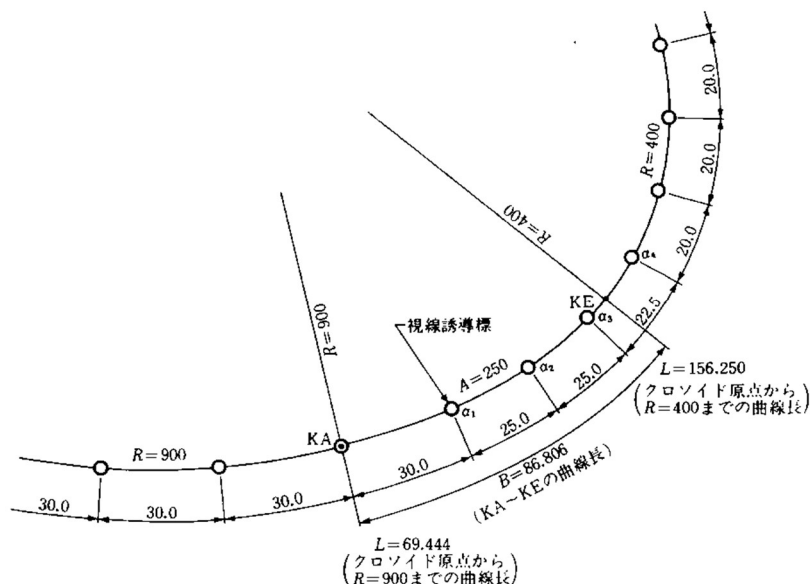 20.0
R=400
20.0
R=400
20.0
α₄
KE
α₃
22.5
R=900
視線誘導標
A=250
α₂
α₁
25.0
L=156.250
(クロソイド原点から
R=400までの曲線長)
KA
25.0
R=900
30.0
B=86.806
(KA～KEの曲線長)
30.0
30.0
30.0
L=69.444
(クロソイド原点から
R=900までの曲線長)